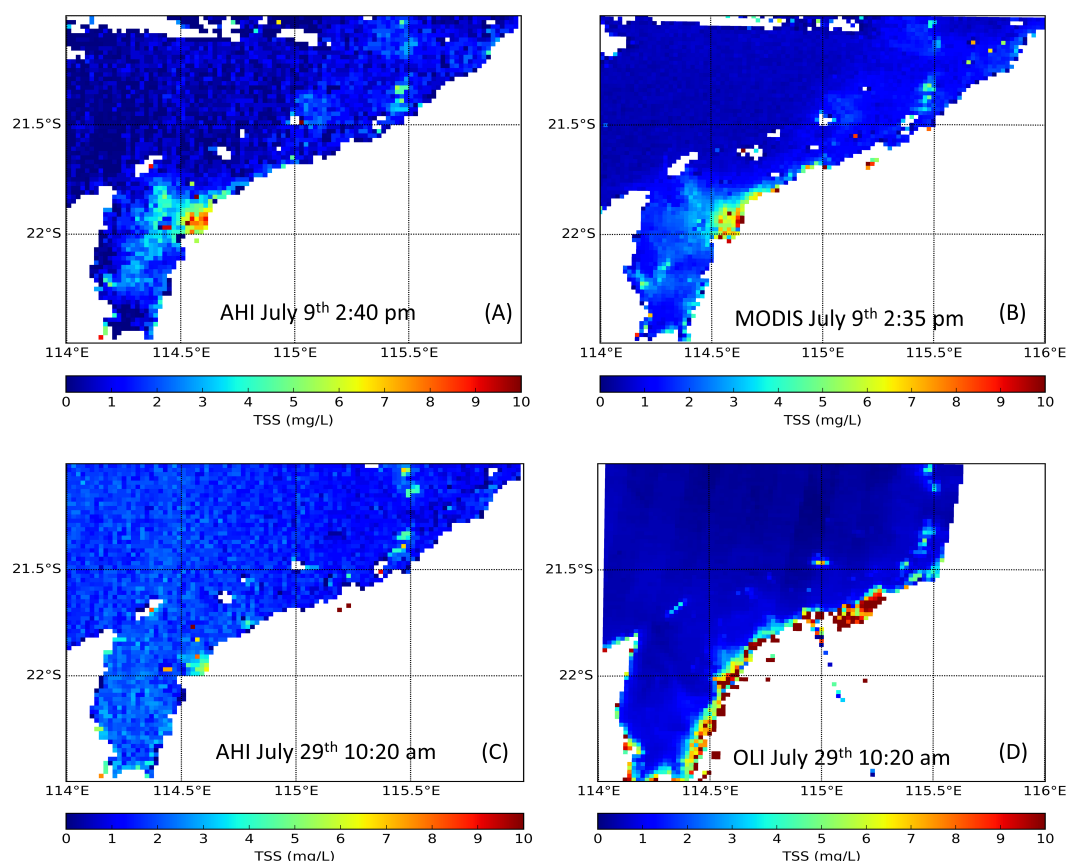 21.5°S
22°S
AHI July 9th 2:40 pm (A)
114°E 114.5°E 115°E 115.5°E
0 1 2 3 4 5 6 7 8 9 10
TSS (mg/L)
21.5°S
22°S
MODIS July 9th 2:35 pm (B)
114°E 114.5°E 115°E 115.5°E 116°E
0 1 2 3 4 5 6 7 8 9 10
TSS (mg/L)
21.5°S
22°S
AHI July 29th 10:20 am (C)
114°E 114.5°E 115°E 115.5°E
0 1 2 3 4 5 6 7 8 9 10
TSS (mg/L)
21.5°S
22°S
OLI July 29th 10:20 am (D)
114°E 114.5°E 115°E 115.5°E 116°E
0 1 2 3 4 5 6 7 8 9 10
TSS (mg/L)